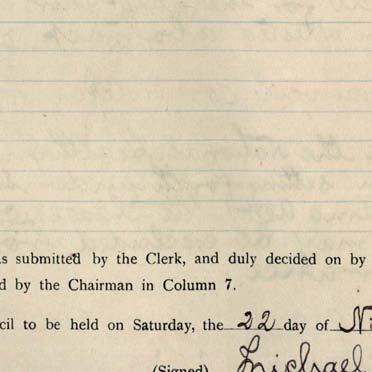 s submitted by the Clerk, and duly decided on by
d by the Chairman in Column 7.
cil to be held on Saturday, the 22 day of
(Signed) Michael